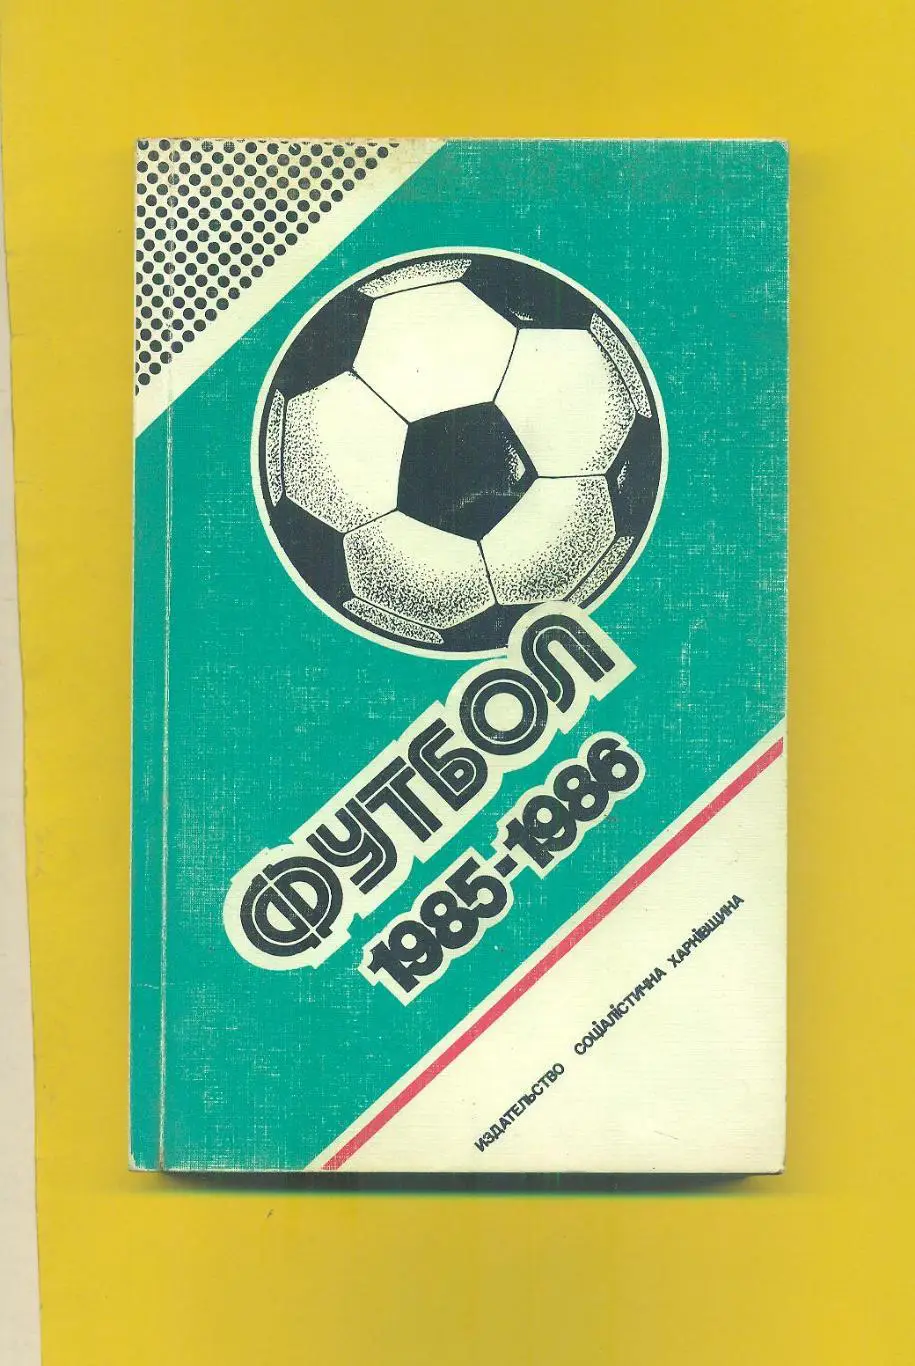 ФУТБОЛ
1985-1986
ИЗДАТЕЛЬСТВО СОЦІАЛІСТИЧНА ХАРКІВЩИНА